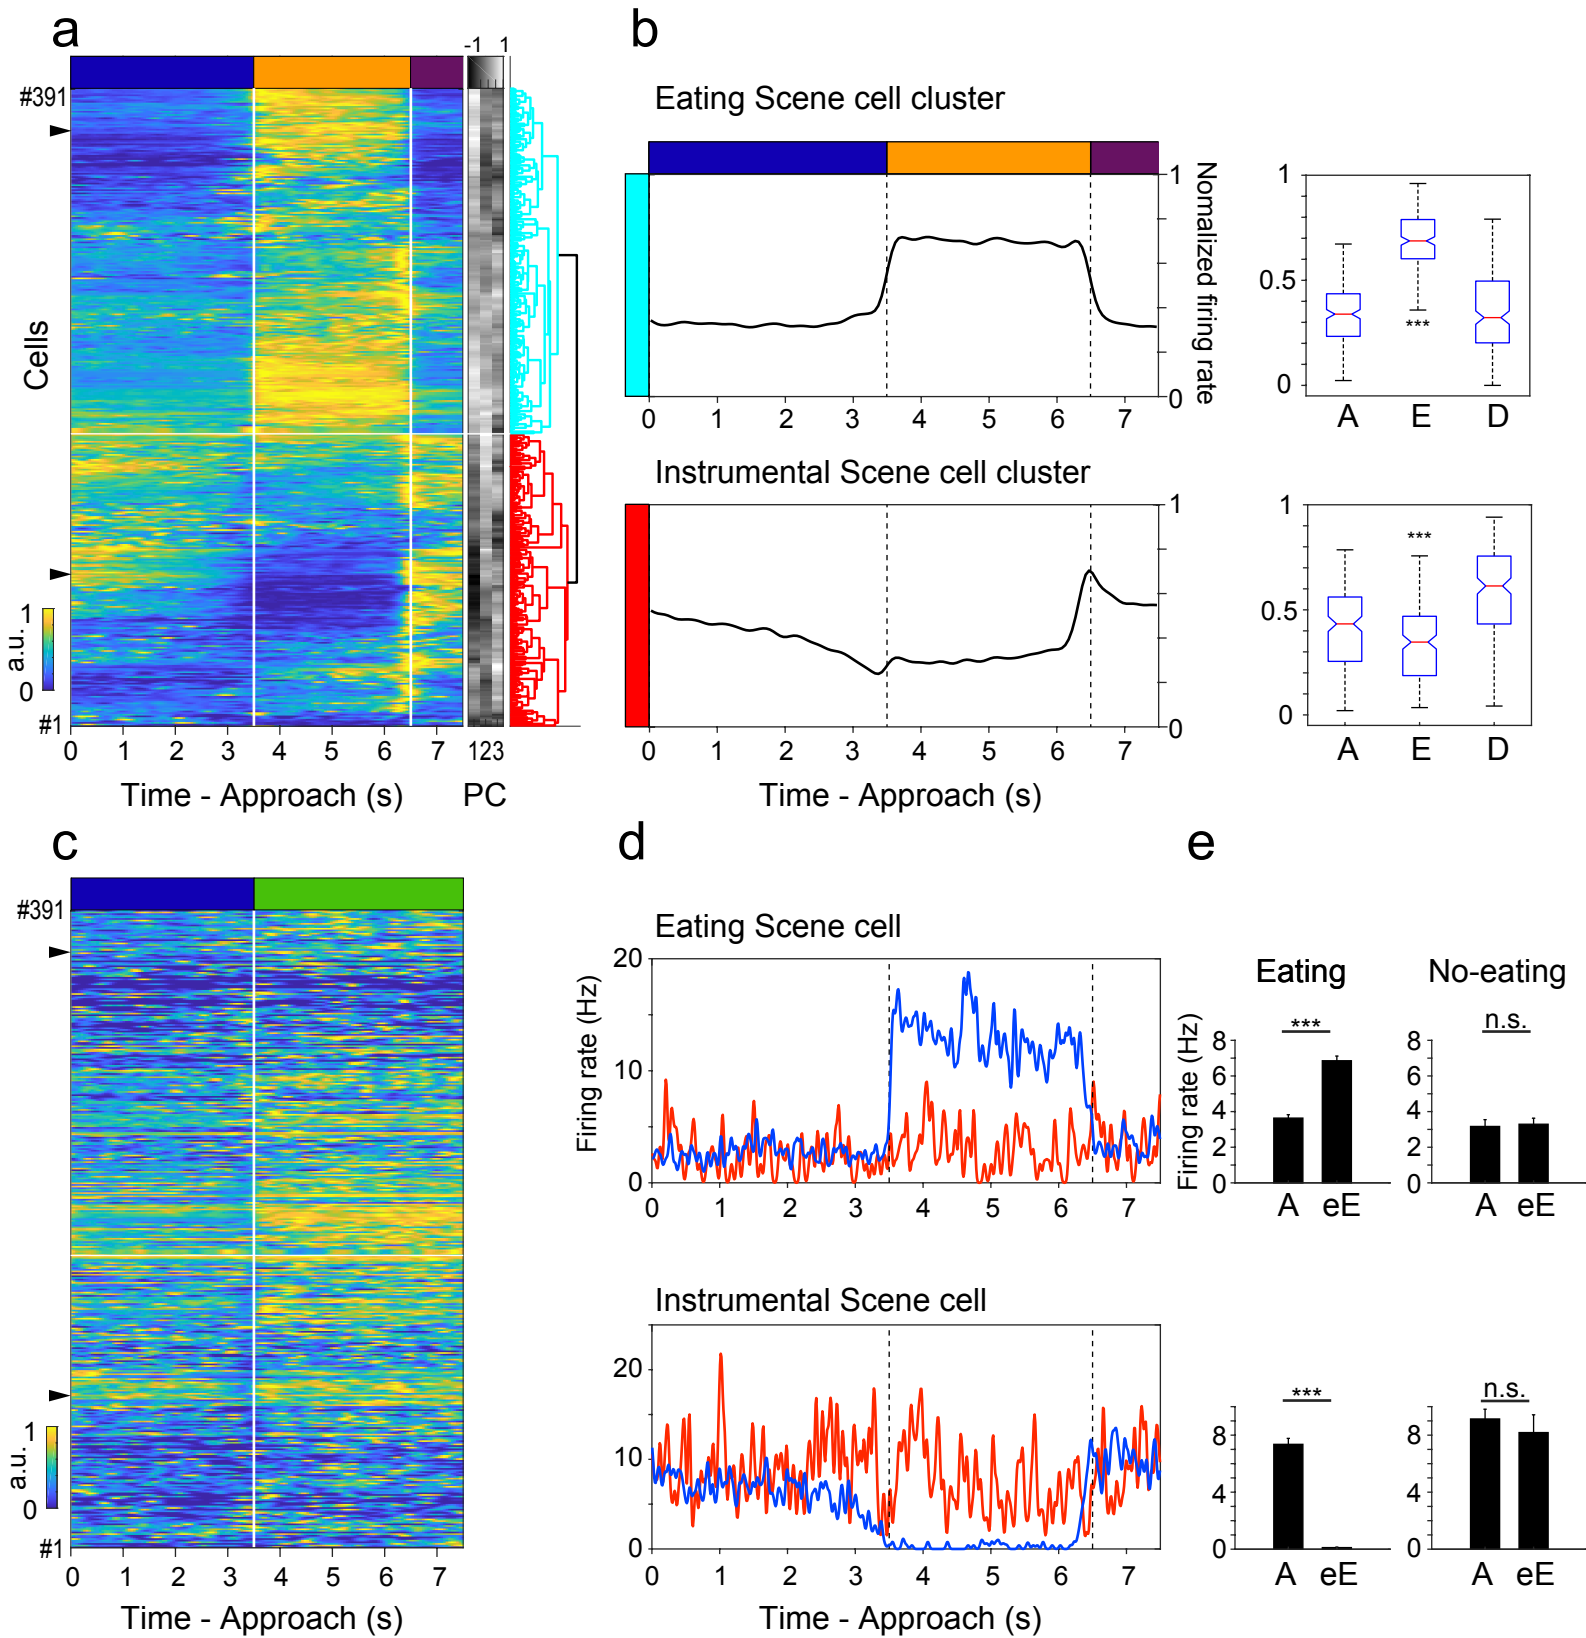 a
-1 1
#391
Cells
1
a.u.
0
#1
0 1 2 3 4 5 6 7
123
Time - Approach (s)
PC
b
Eating Scene cell cluster
1
Nomalized firing rate
0
0 1 2 3 4 5 6 7
1
0.5
0
***
A E D
Instrumental Scene cell cluster
1
0
0 1 2 3 4 5 6 7
Time - Approach (s)
1
0.5
0
***
A E D
c
#391
1
a.u.
0
#1
0 1 2 3 4 5 6 7
Time - Approach (s)
d
Eating Scene cell
20
10
0
Firing rate (Hz)
0 1 2 3 4 5 6 7
Instrumental Scene cell
20
10
0
0 1 2 3 4 5 6 7
Time - Approach (s)
e
Eating
No-eating
***
n.s.
8
6
4
2
0
Firing rate (Hz)
A eE
8
6
4
2
0
A eE
***
n.s.
8
4
0
A eE
8
4
0
A eE